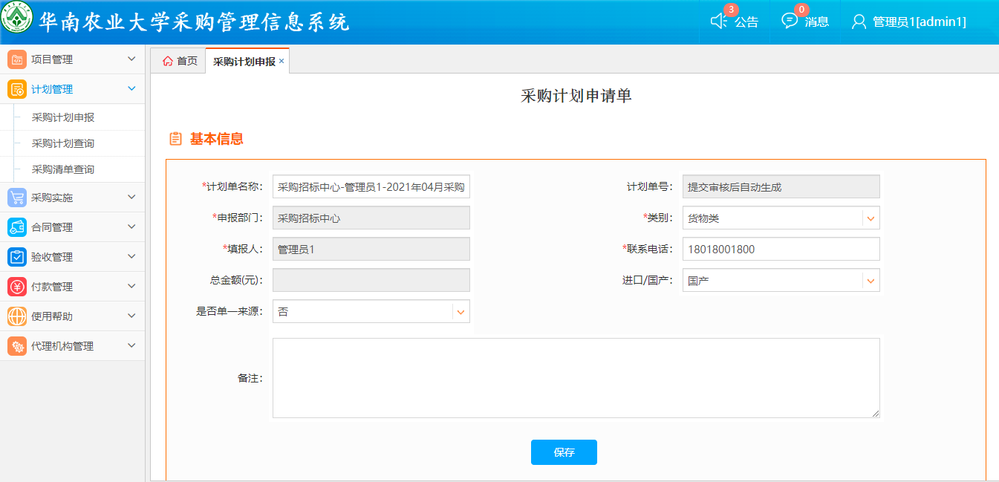 华南农业大学采购管理信息系统
3
公告
0
消息
管理员1[admin1]
项目管理
计划管理
采购计划申报
采购计划查询
采购清单查询
采购实施
合同管理
验收管理
付款管理
使用帮助
代理机构管理
首页
采购计划申报 ×
采购计划申请单
基本信息
*计划单名称： 采购招标中心-管理员1-2021年04月采购
计划单号： 提交审核后自动生成
*申报部门： 采购招标中心
*类别： 货物类
*填报人： 管理员1
*联系电话： 18018001800
总金额(元)：
进口/国产： 国产
是否单一来源： 否
备注：
保存